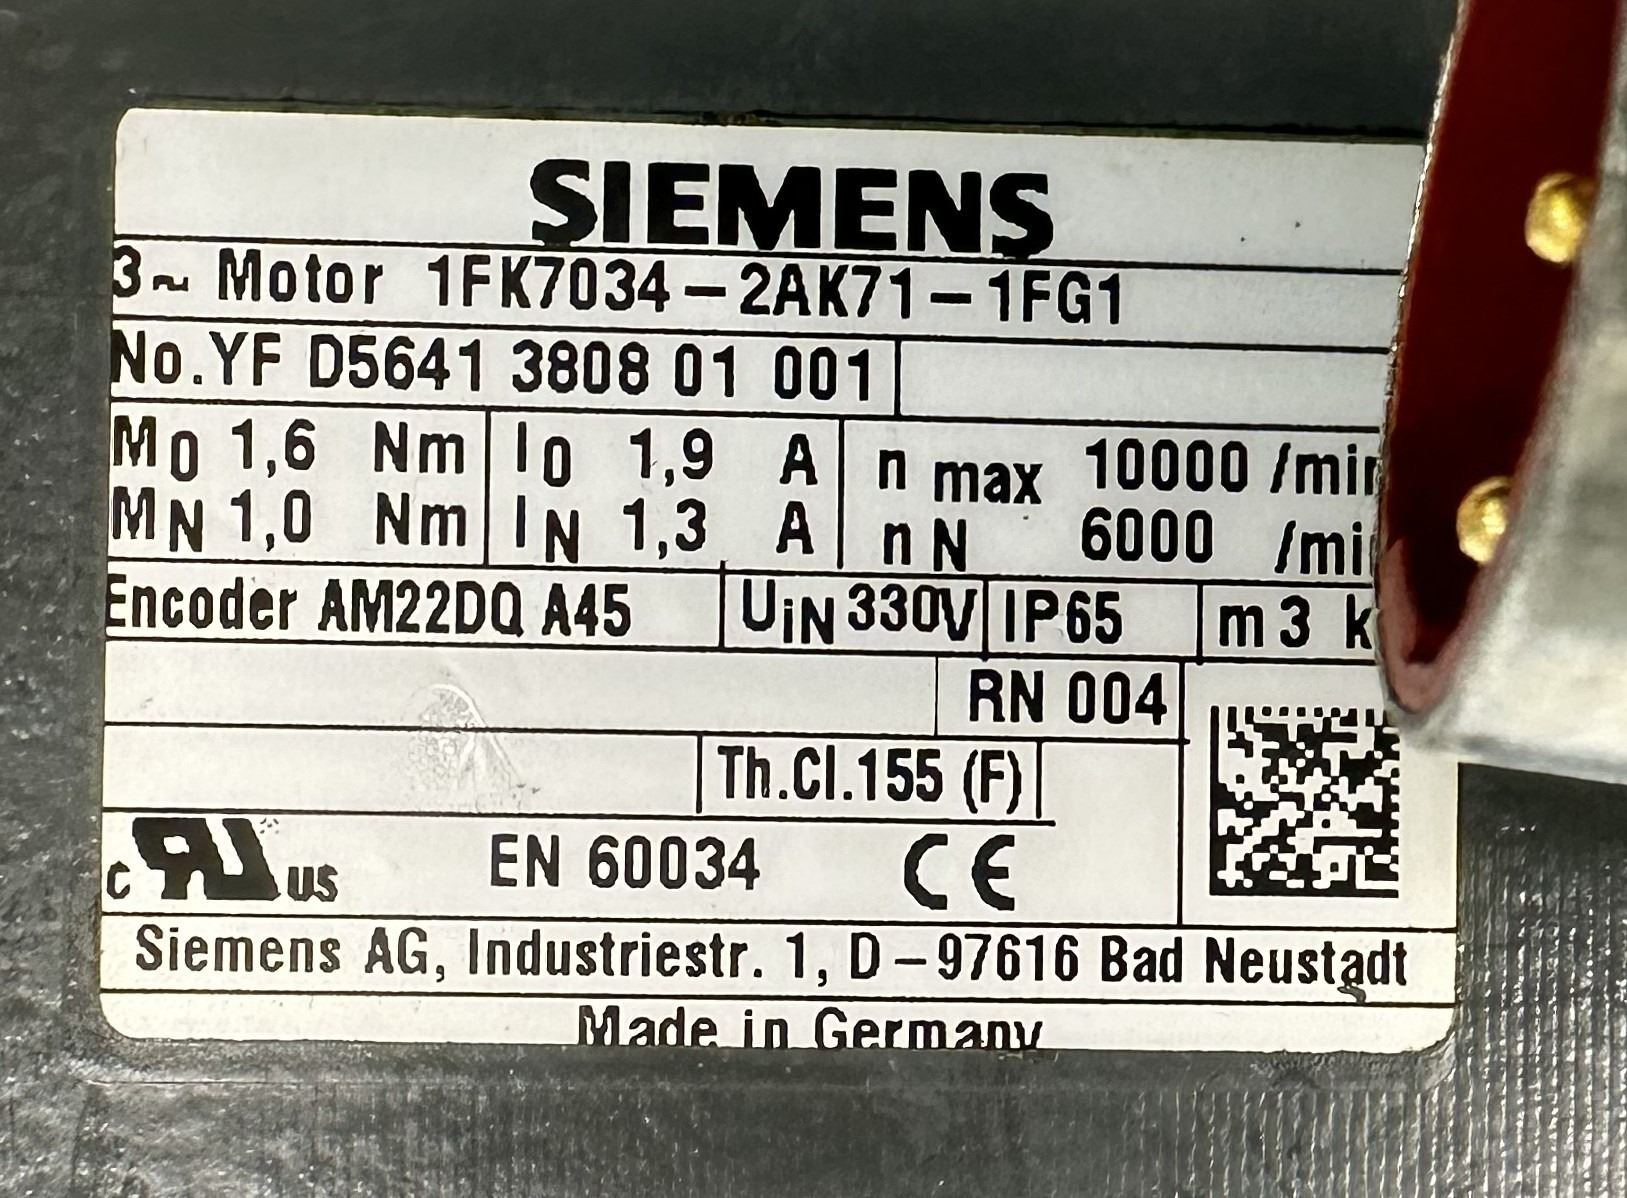 SIEMENS
3~ Motor 1FK7034-2AK71-1FG1
No.YF D5641 3808 01 001
M0 1,6 Nm I0 1,9 A n max 10000 /min
MN 1,0 Nm IN 1,3 A n N 6000 /mi
Encoder AM22DQ A45 UiN 330V IP65 m 3 k
RN 004
Th.Cl.155 (F)
c RU us EN 60034 CE
Siemens AG, Industriestr. 1, D-97616 Bad Neustadt
Made in Germany